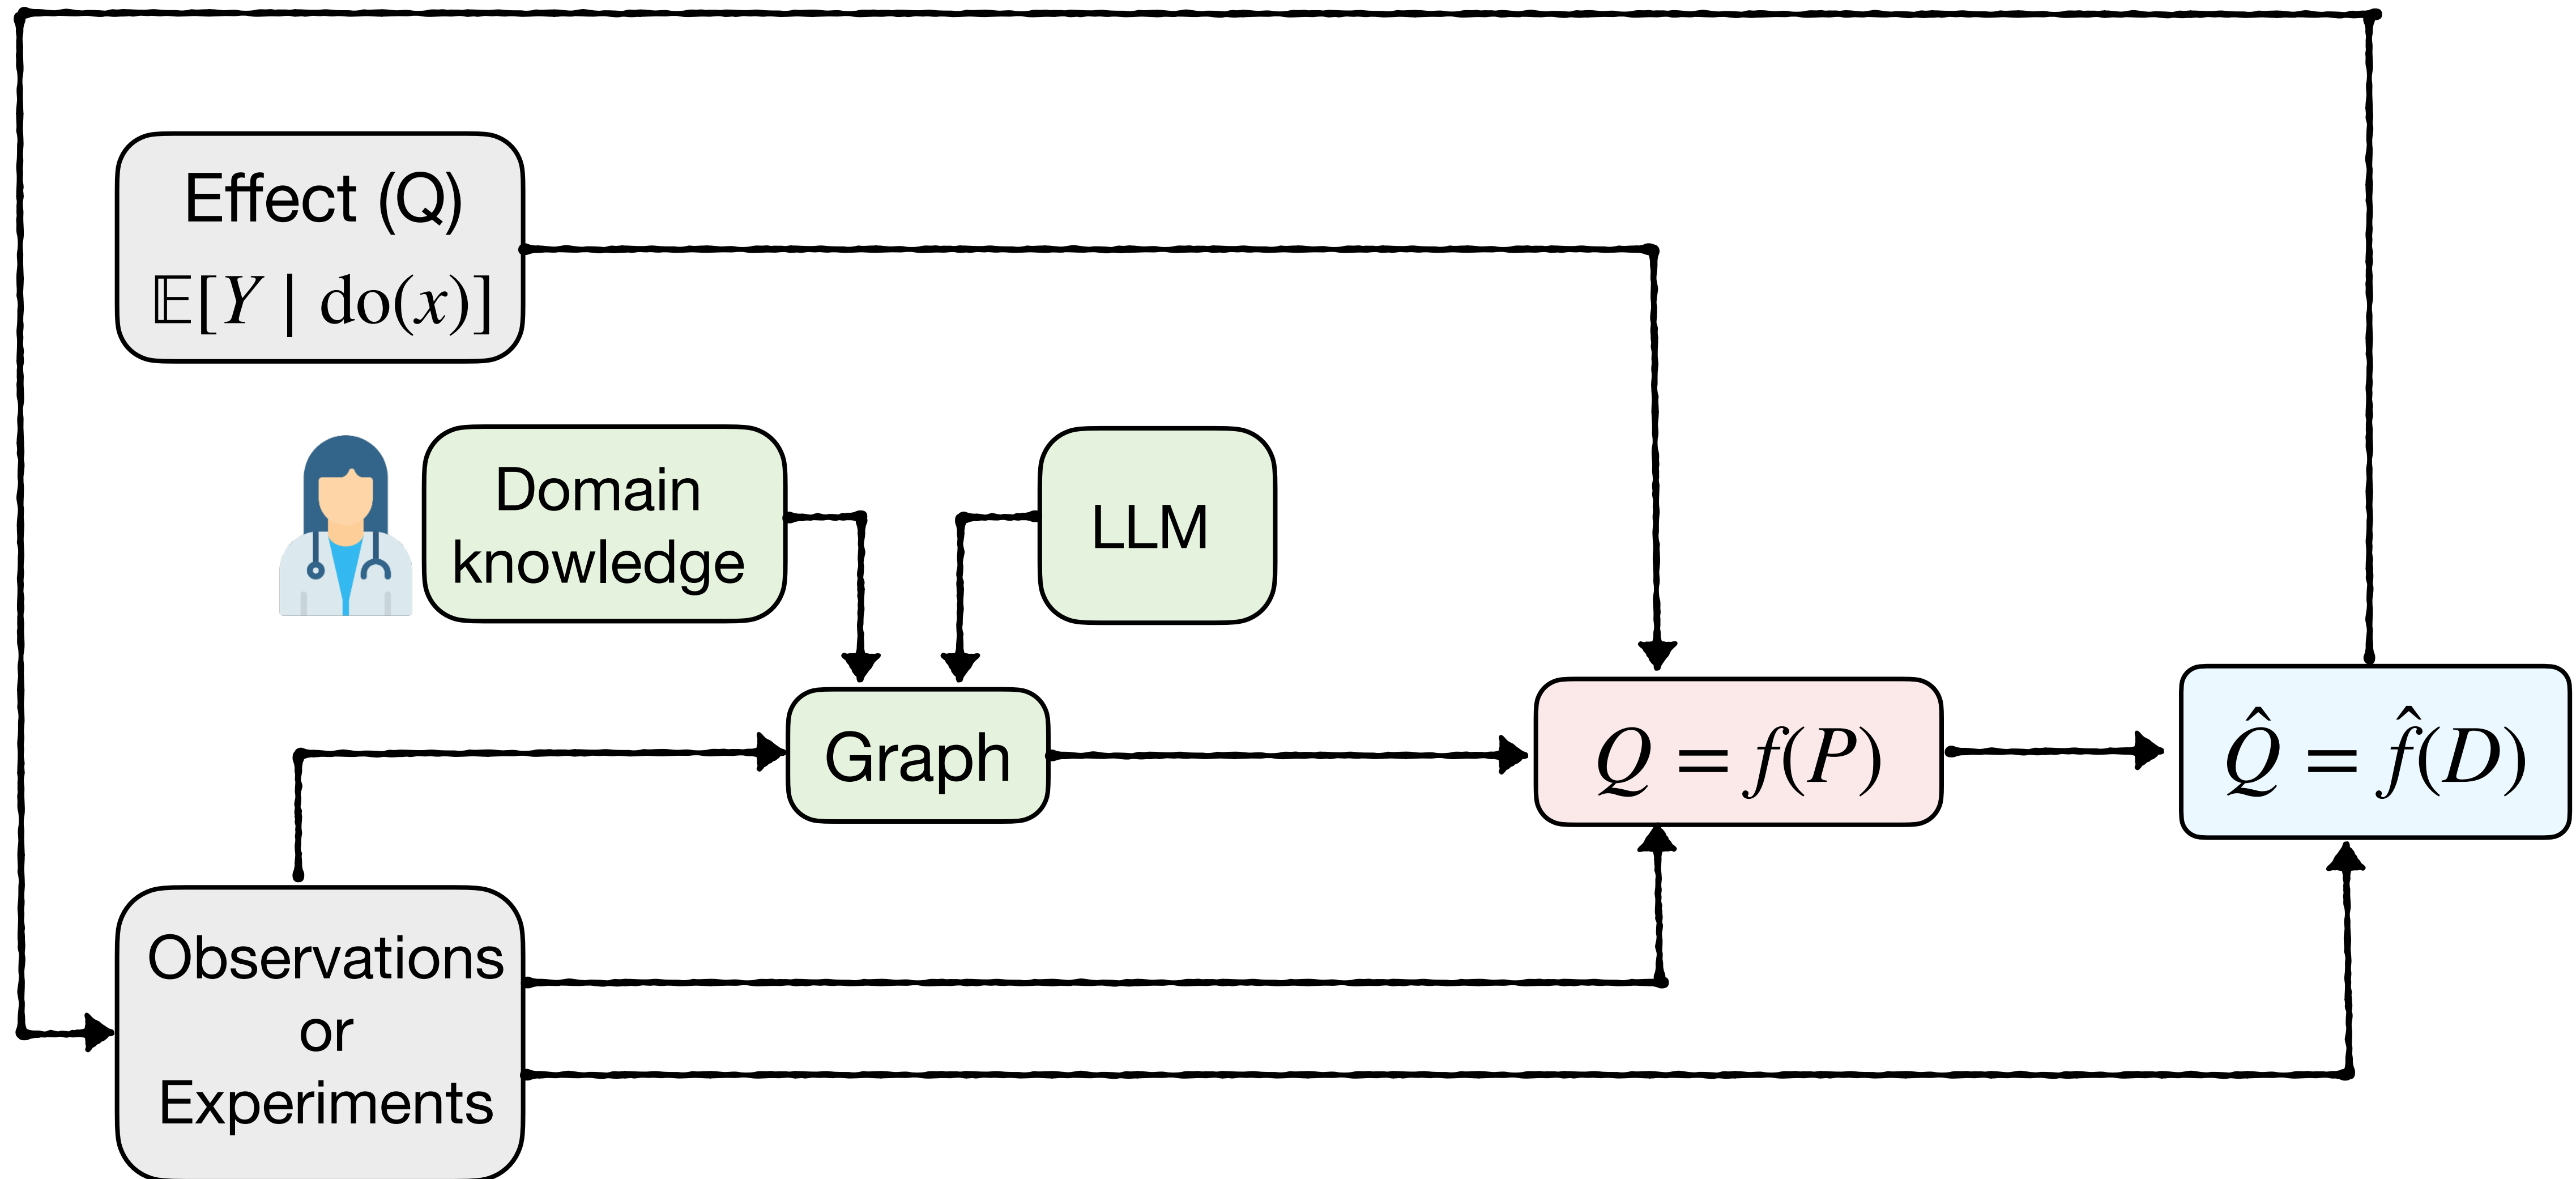 Effect (Q)
𝔼[Y | do(x)]
Domain
knowledge
LLM
Graph
Q = f(P)
Q̂ = f̂(D)
Observations
or
Experiments